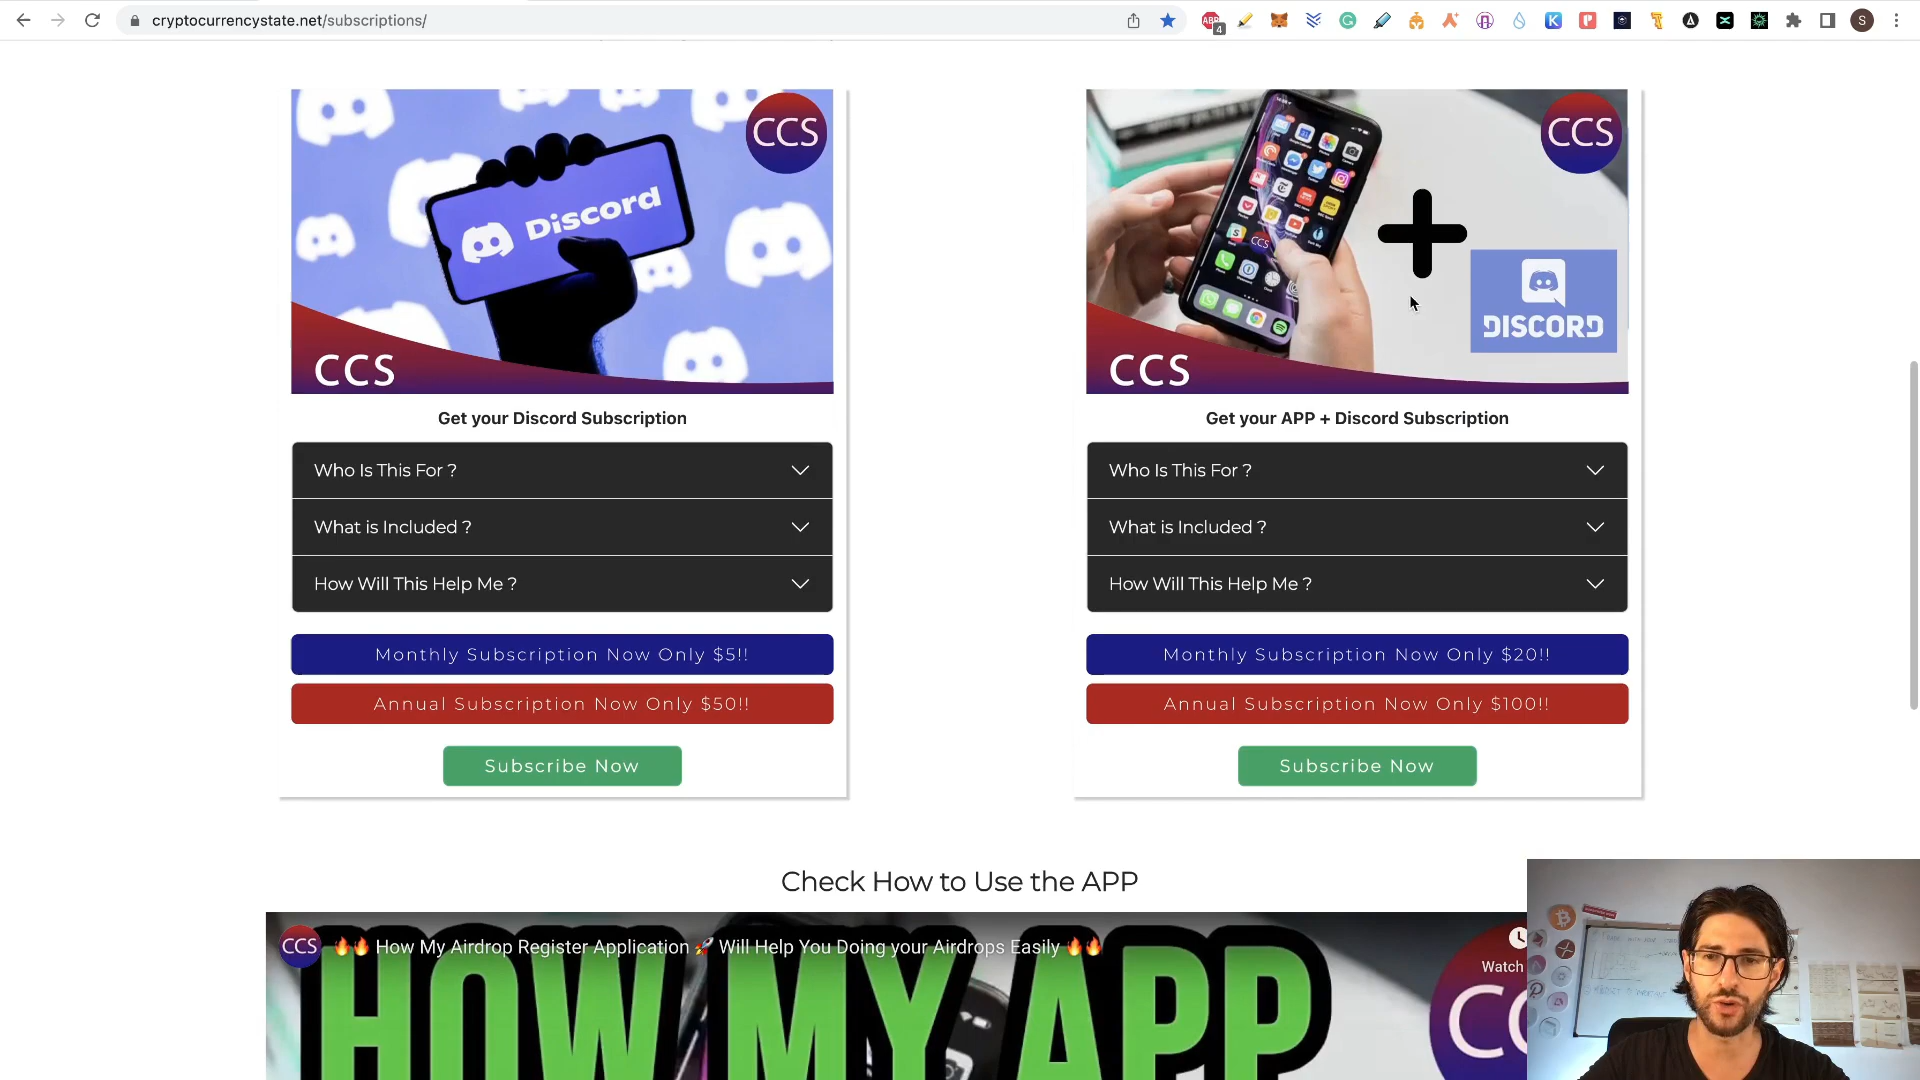 cryptocurrencystate.net/subscriptions/
ABP
4
S
CCS
Discord
CCS
CCS
CCS
DISCORD
CCS
Get your Discord Subscription
Get your APP + Discord Subscription
Who Is This For ?
What is Included ?
How Will This Help Me ?
Who Is This For ?
What is Included ?
How Will This Help Me ?
Monthly Subscription Now Only $5!!
Annual Subscription Now Only $50!!
Monthly Subscription Now Only $20!!
Annual Subscription Now Only $100!!
Subscribe Now
Subscribe Now
Check How to Use the APP
CCS
🔥🔥 How My Airdrop Register Application 🚀 Will Help You Doing your Airdrops Easily 🔥🔥
Watch
HOW MY APP